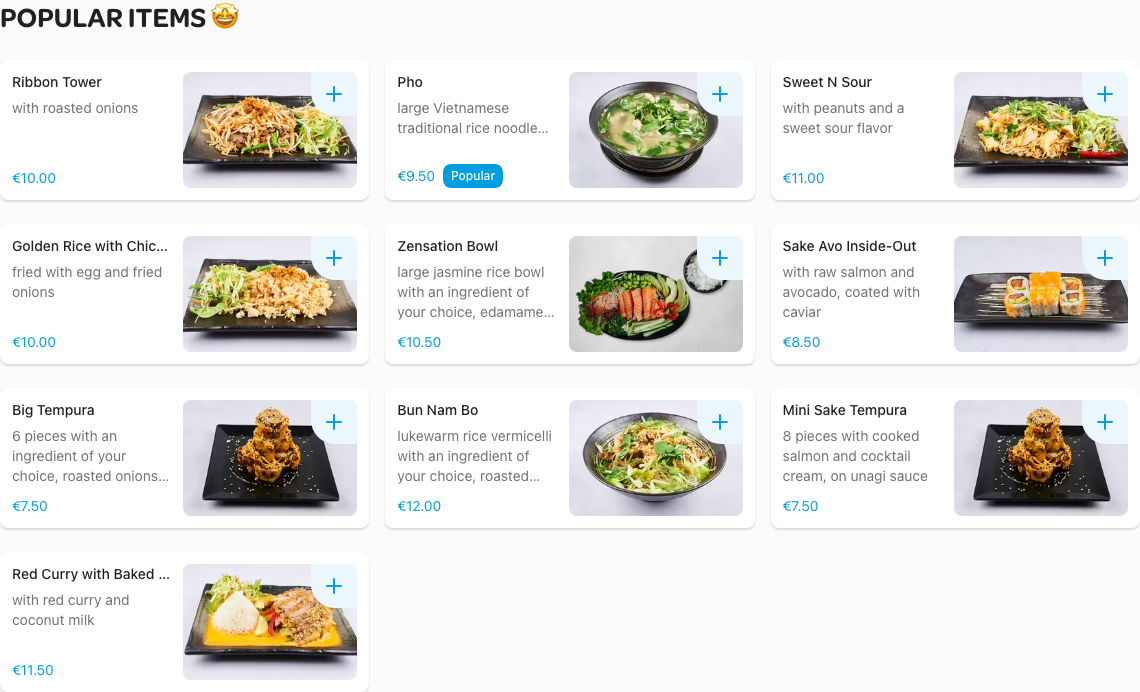 POPULAR ITEMS 🤩
Ribbon Tower
with roasted onions
€10.00
Pho
large Vietnamese
traditional rice noodle...
€9.50
Popular
Sweet N Sour
with peanuts and a
sweet sour flavor
€11.00
Golden Rice with Chic...
fried with egg and fried
onions
€10.00
Zensation Bowl
large jasmine rice bowl
with an ingredient of
your choice, edamame...
€10.50
Sake Avo Inside-Out
with raw salmon and
avocado, coated with
caviar
€8.50
Big Tempura
6 pieces with an
ingredient of your
choice, roasted onions...
€7.50
Bun Nam Bo
lukewarm rice vermicelli
with an ingredient of
your choice, roasted...
€12.00
Mini Sake Tempura
8 pieces with cooked
salmon and cocktail
cream, on unagi sauce
€7.50
Red Curry with Baked ...
with red curry and
coconut milk
€11.50